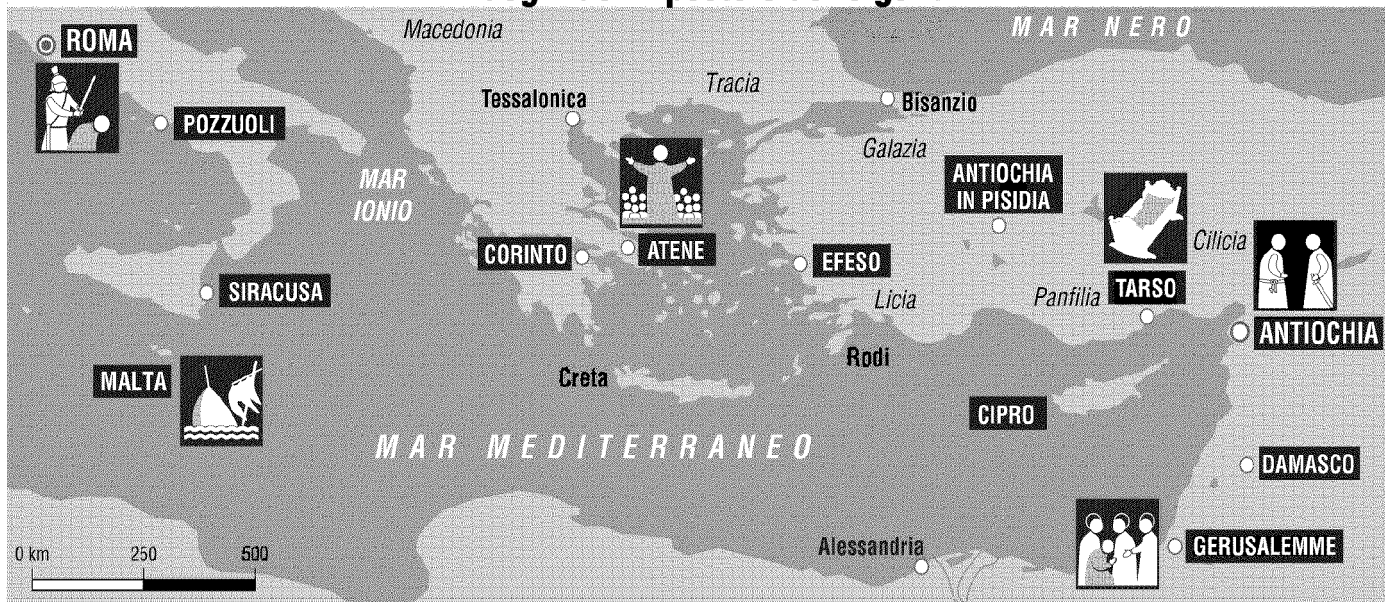 MAR NERO
Macedonia
ROMA
Tracia
Tessalonica
Bisanzio
POZZUOLI
Galazia
ANTIOCHIA
IN PISIDIA
MAR
IONIO
Cilicia
CORINTO
ATENE
EFESO
SIRACUSA
Licia
Panfilia
TARSO
ANTIOCHIA
Rodi
MALTA
Creta
CIPRO
MAR MEDITERRANEO
DAMASCO
Alessandria
GERUSALEMME
0 km 250 500